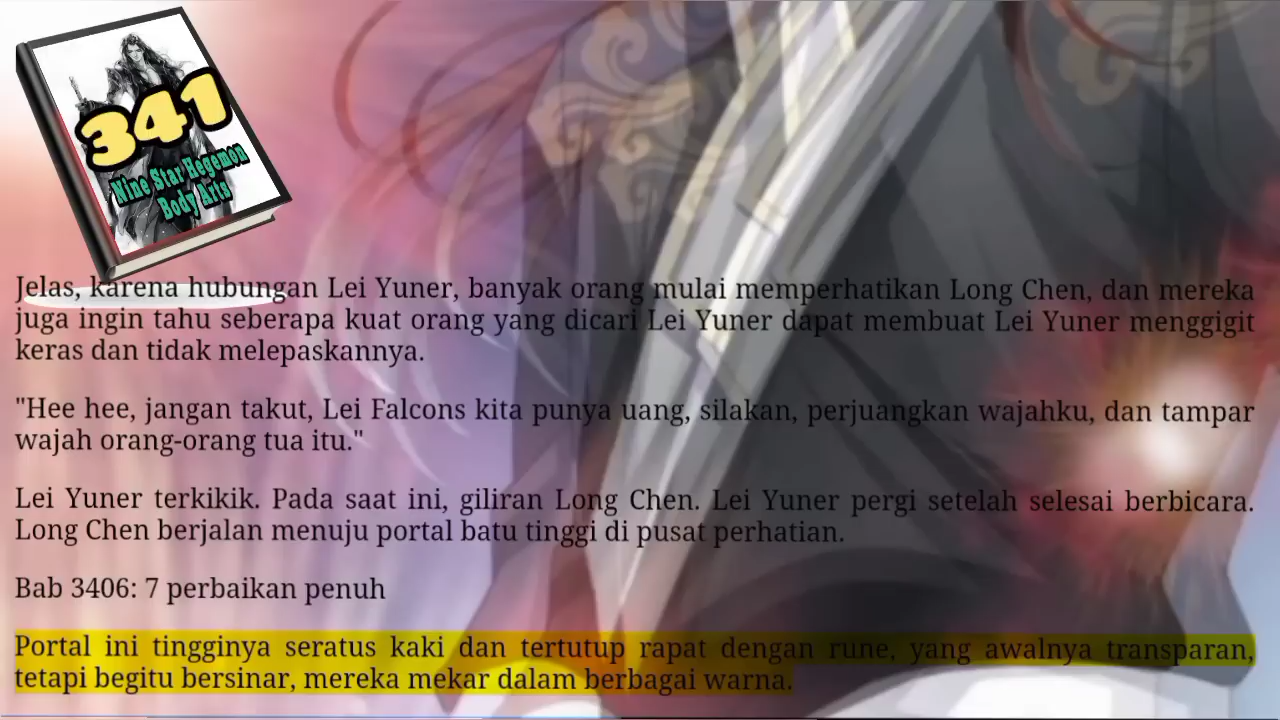 341
Nine Star Hegemon
Body Arts
Jelas, karena hubungan Lei Yuner, banyak orang mulai memperhatikan Long Chen, dan mereka
juga ingin tahu seberapa kuat orang yang dicari Lei Yuner dapat membuat Lei Yuner menggigit
keras dan tidak melepaskannya.
"Hee hee, jangan takut, Lei Falcons kita punya uang, silakan, perjuangkan wajahku, dan tampar
wajah orang-orang tua itu."
Lei Yuner terkikik. Pada saat ini, giliran Long Chen. Lei Yuner pergi setelah selesai berbicara.
Long Chen berjalan menuju portal batu tinggi di pusat perhatian.
Bab 3406: 7 perbaikan penuh
Portal ini tingginya seratus kaki dan tertutup rapat dengan rune, yang awalnya transparan,
tetapi begitu bersinar, mereka mekar dalam berbagai warna.